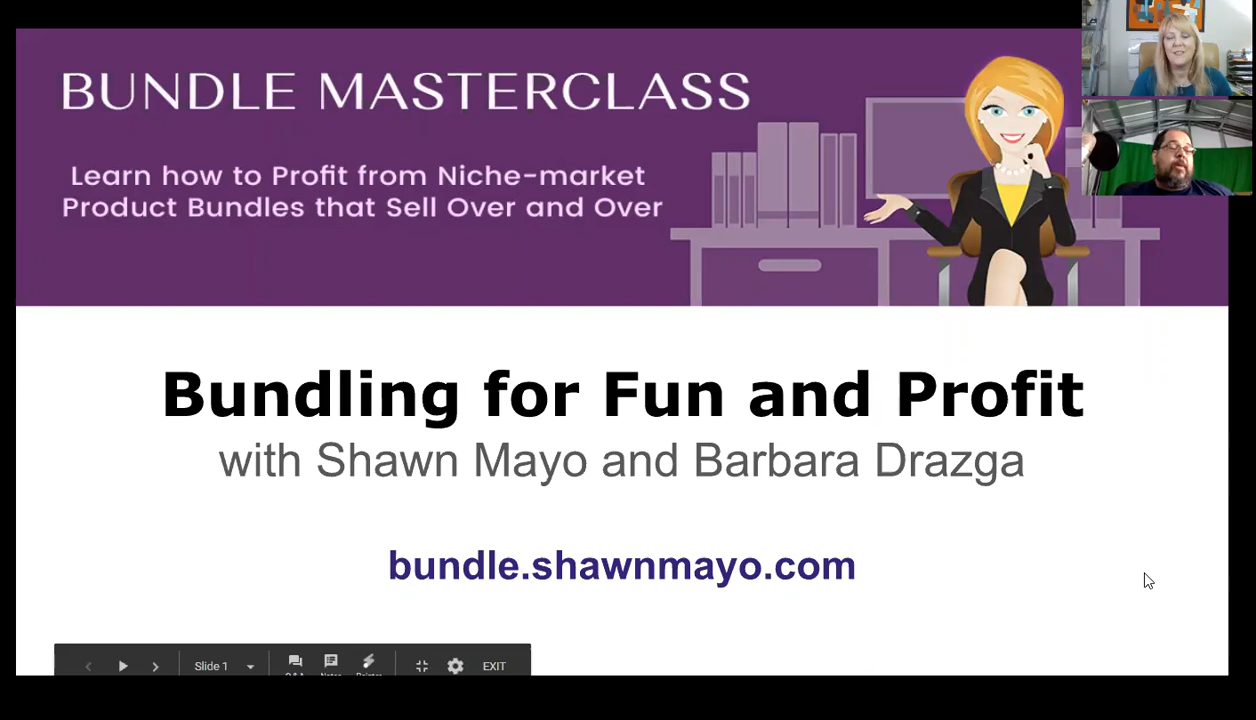 BUNDLE MASTERCLASS
Learn how to Profit from Niche-market
Product Bundles that Sell Over and Over
Bundling for Fun and Profit
with Shawn Mayo and Barbara Drazga
bundle.shawnmayo.com
Slide 1
EXIT